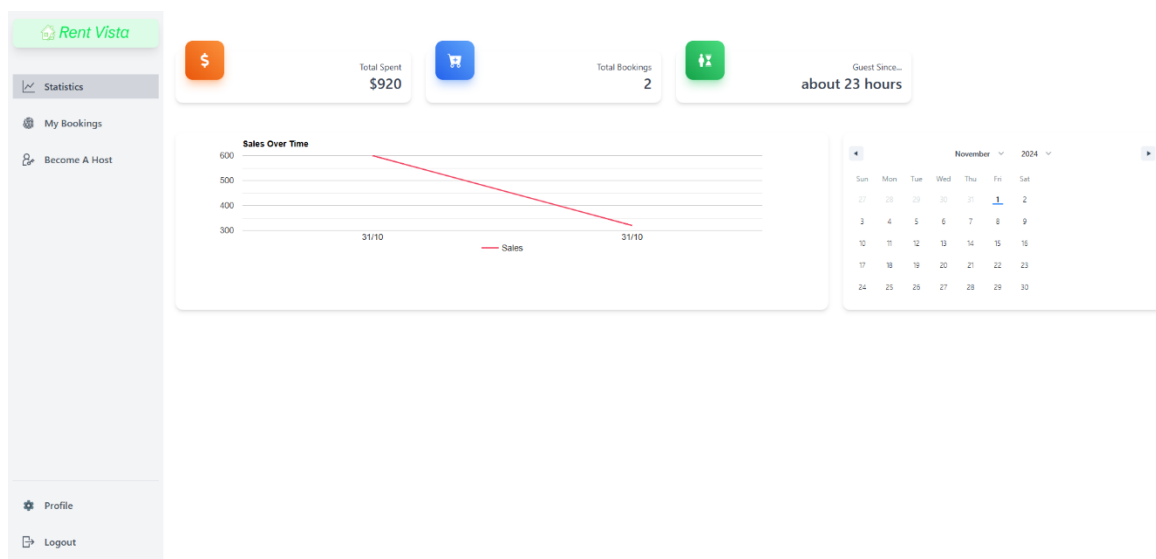 Rent Vista
Statistics
My Bookings
Become A Host
Profile
Logout
$
Total Spent
$920
Total Bookings
2
Guest Since...
about 23 hours
Sales Over Time
600
500
400
300
31/10 31/10
Sales
November 2024
Sun Mon Tue Wed Thu Fri Sat
27 28 29 30 31 1 2
3 4 5 6 7 8 9
10 11 12 13 14 15 16
17 18 19 20 21 22 23
24 25 26 27 28 29 30